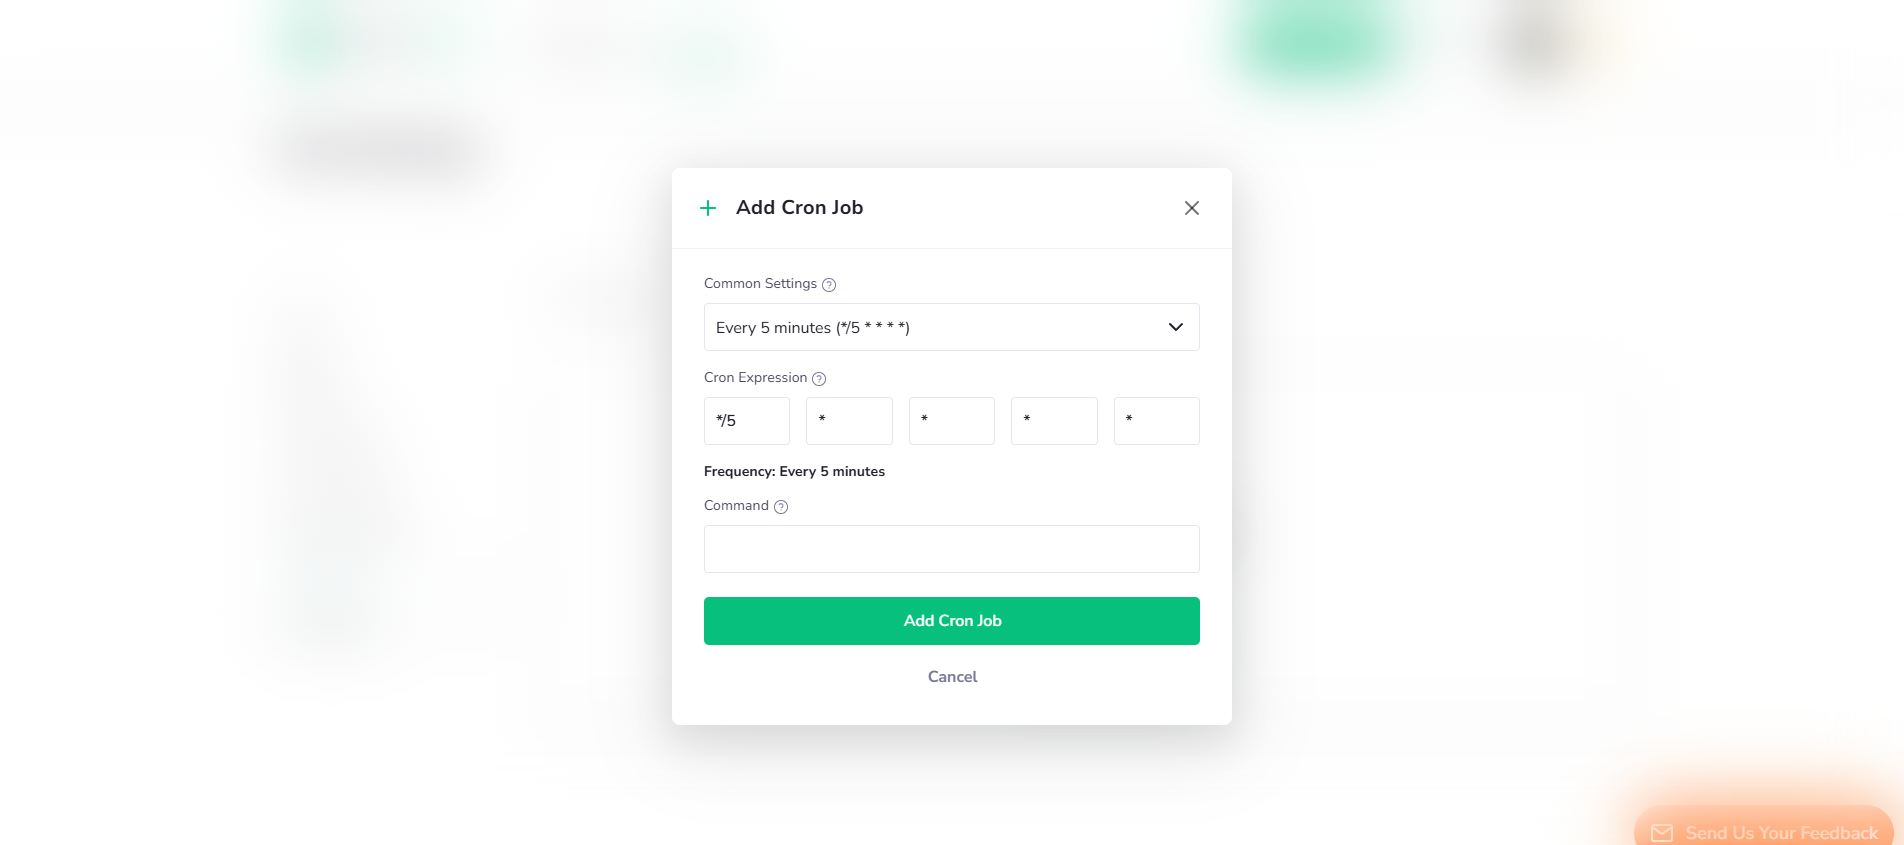 Add Cron Job
Common Settings
Every 5 minutes (*/5 * * * *)
Cron Expression
*/5 * * * *
Frequency: Every 5 minutes
Command
Add Cron Job
Cancel
Send Us Your Feedback